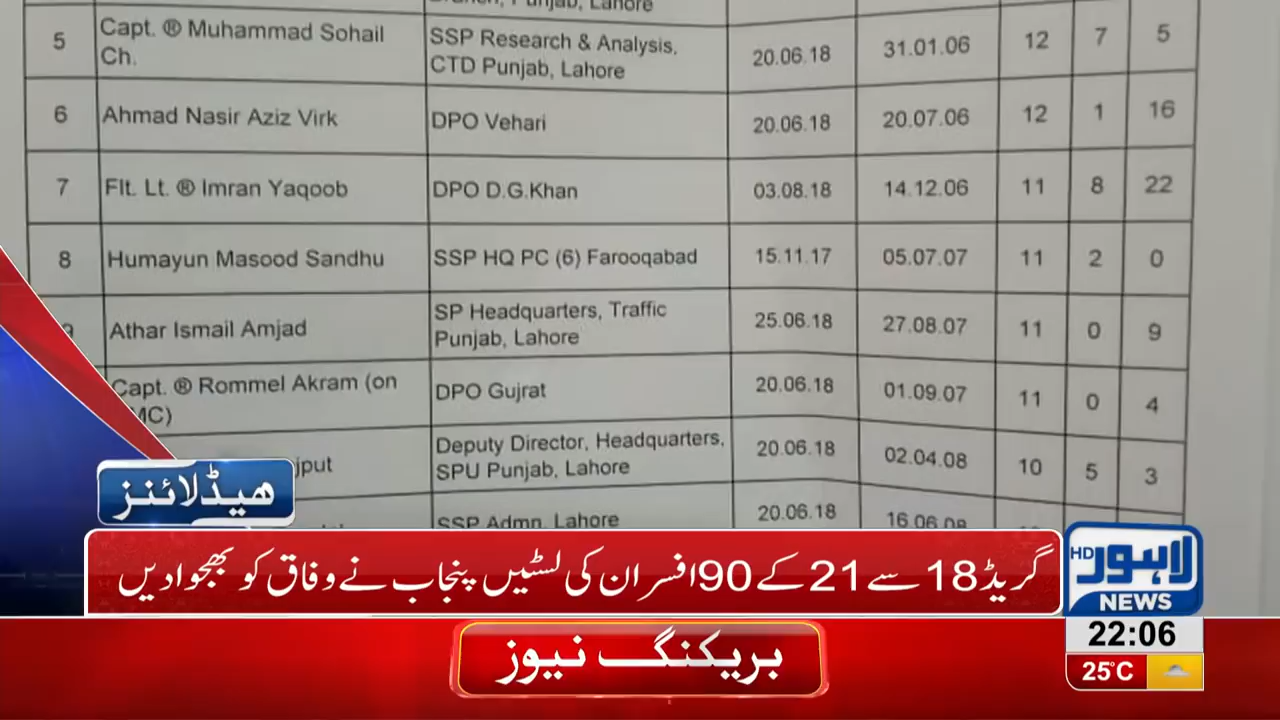 Branch, Punjab, Lahore
5 Capt. ® Muhammad Sohail Ch. SSP Research & Analysis, CTD Punjab, Lahore 20.06.18 31.01.06 12 7 5
6 Ahmad Nasir Aziz Virk DPO Vehari 20.06.18 20.07.06 12 1 16
7 Flt. Lt. ® Imran Yaqoob DPO D.G.Khan 03.08.18 14.12.06 11 8 22
8 Humayun Masood Sandhu SSP HQ PC (6) Farooqabad 15.11.17 05.07.07 11 2 0
9 Athar Ismail Amjad SP Headquarters, Traffic Punjab, Lahore 25.06.18 27.08.07 11 0 9
Capt. ® Rommel Akram (on MC) DPO Gujrat 20.06.18 01.09.07 11 0 4
jput Deputy Director, Headquarters, SPU Punjab, Lahore 20.06.18 02.04.08 10 5 3
SSP Admn, Lahore 20.06.18 16.06.08
ھیڈلائنز
گریڈ18 سے 21 کے 90 افسران کی لسٹیں پنجاب نے وفاق کو بھجوا دیں
لاہور HD
NEWS
22:06
25°C
بریکنگ نیوز